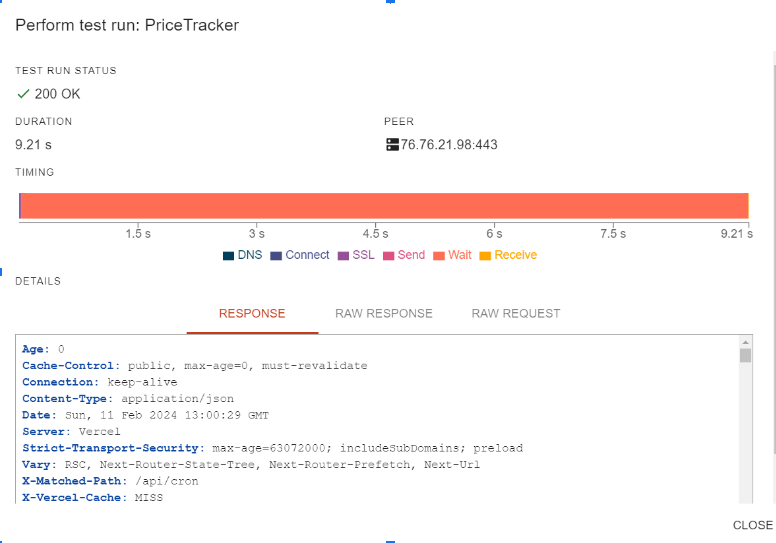 Perform test run: PriceTracker
TEST RUN STATUS
200 OK
DURATION
PEER
9.21 s
76.76.21.98:443
TIMING
1.5 s
3 s
4.5 s
6 s
7.5 s
9.21 s
DNS
Connect
SSL
Send
Wait
Receive
DETAILS
RESPONSE
RAW RESPONSE
RAW REQUEST
Age: 0
Cache-Control: public, max-age=0, must-revalidate
Connection: keep-alive
Content-Type: application/json
Date: Sun, 11 Feb 2024 13:00:29 GMT
Server: Vercel
Strict-Transport-Security: max-age=63072000; includeSubDomains; preload
Vary: RSC, Next-Router-State-Tree, Next-Router-Prefetch, Next-Url
X-Matched-Path: /api/cron
X-Vercel-Cache: MISS
CLOSE